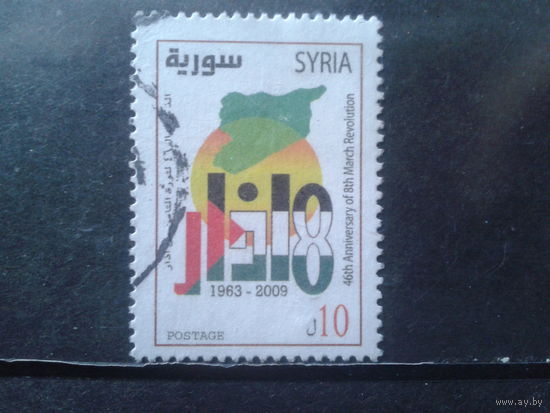 سورية
SYRIA
46th Anniversary of 8th March Revolution
8 اذار
1963 - 2009
POSTAGE
10 ل
www.ay.by